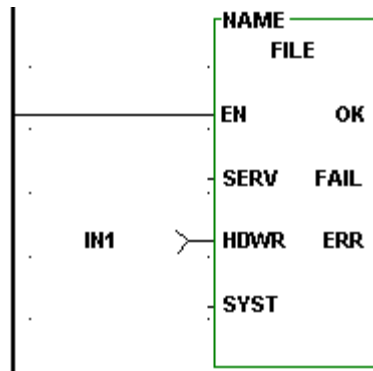 NAME
FILE
EN OK
SERV FAIL
IN1 HDWR ERR
SYST